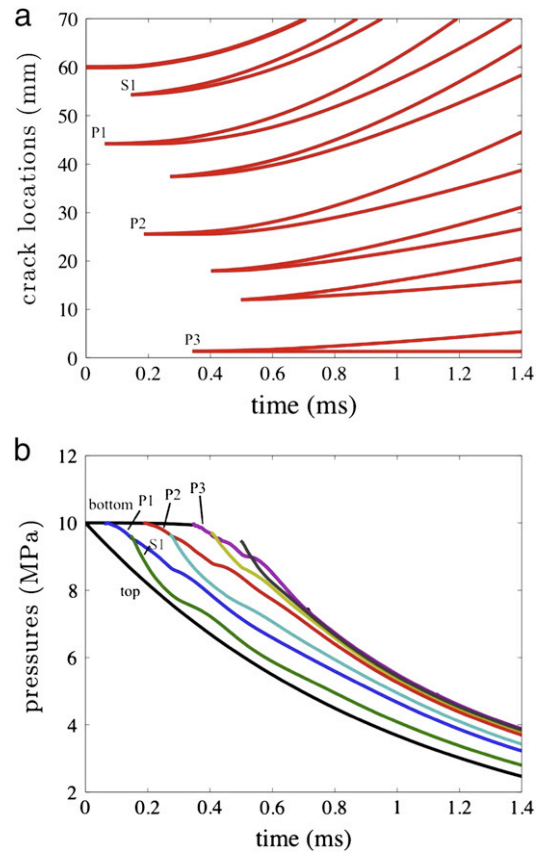 a
70
60
50
40
30
20
10
0
crack locations (mm)
S1
P1
P2
P3
0 0.2 0.4 0.6 0.8 1 1.2 1.4
time (ms)
b
12
10
8
6
4
2
pressures (MPa)
bottom P1 P2 P3
S1
top
0 0.2 0.4 0.6 0.8 1 1.2 1.4
time (ms)